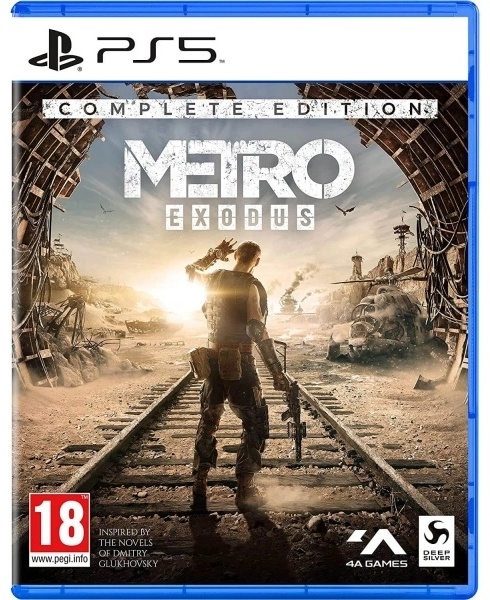 PS5
COMPLETE EDITION
METRO
EXODUS
18
www.pegi.info
INSPIRED BY
THE NOVELS
OF DMITRY
GLUKHOVSKY
4A GAMES
DEEP
SILVER